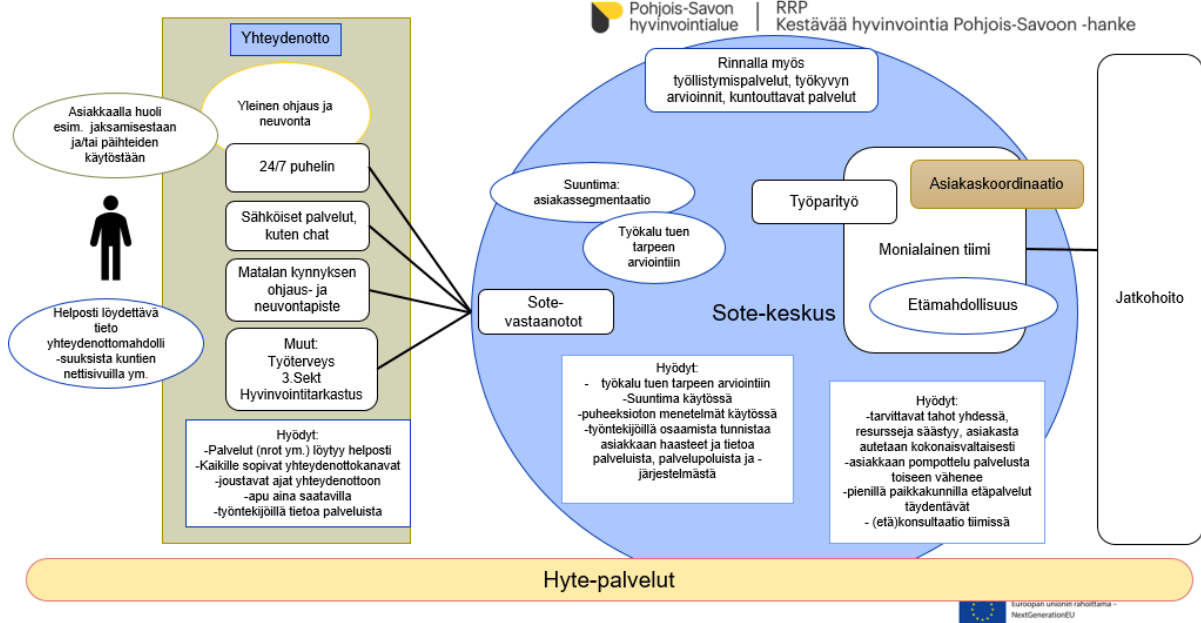 Pohjois-Savon
hyvinvointialue
RRP
Kestävää hyvinvointia Pohjois-Savoon -hanke
Yhteydenotto
Yleinen ohjaus ja
neuvonta
Asiakkaalla huoli
esim. jaksamisestaan
ja/tai päihteiden
käytöstään
24/7 puhelin
Sähköiset palvelut,
kuten chat
Matalan kynnyksen
ohjaus- ja
neuvontapiste
Muut:
Työterveys
3.Sekt
Hyvinvointitarkastus
Helposti löydettävä
tieto
yhteydenottomahdolli
-suuksista kuntien
nettisivuilla ym.
Hyödyt:
-Palvelut (nrot ym.) löytyy helposti
-Kaikille sopivat yhteydenottokanavat
-joustavat ajat yhteydenottoon
-apu aina saatavilla
-työntekijöillä tietoa palveluista
Rinnalla myös
työllistymispalvelut, työkyvyn
arvioinnit, kuntouttavat palvelut
Suuntima:
asiakassegmentaatio
Työkalu tuen
tarpeen
arviointiin
Sote-
vastaanotot
Sote-keskus
Työparityö
Asiakaskoordinaatio
Monialainen tiimi
Etämahdollisuus
Hyödyt:
- työkalu tuen tarpeen arviointiin
-Suuntima käytössä
-puheeksioton menetelmät käytössä
-työntekijöillä osaamista tunnistaa
asiakkaan haasteet ja tietoa
palveluista, palvelupoluista ja -
järjestelmästä
Hyödyt:
-tarvittavat tahot yhdessä,
resursseja säästyy, asiakasta
autetaan kokonaisvaltaisesti
-asiakkaan pompottelu palvelusta
toiseen vähenee
-pienillä paikkakunnilla etäpalvelut
täydentävät
- (etä)konsultaatio tiimissä
Jatkohoito
Hyte-palvelut
Euroopan unionin rahoittama –
NextGenerationEU